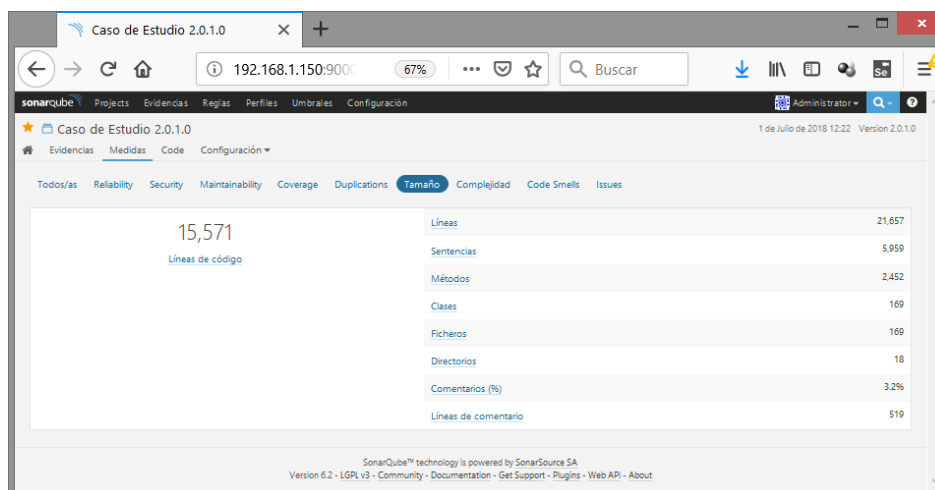 Caso de Estudio 2.0.1.0
192.168.1.150:900
67%
Buscar
Se
sonarqube Projects Evidencias Reglas Perfiles Umbrales Configuración Administrator
Caso de Estudio 2.0.1.0 1 de Julio de 2018 12:22 Version 2.0.1.0
Evidencias Medidas Code Configuración
Todos/as Reliability Security Maintainability Coverage Duplications Tamaño Complejidad Code Smells Issues
15,571
Líneas de código
Líneas 21,657
Sentencias 5,959
Métodos 2,452
Clases 169
Ficheros 169
Directorios 18
Comentarios (%) 3.2%
Líneas de comentario 519
SonarQube™ technology is powered by SonarSource SA
Version 6.2 - LGPL v3 - Community - Documentation - Get Support - Plugins - Web API - About